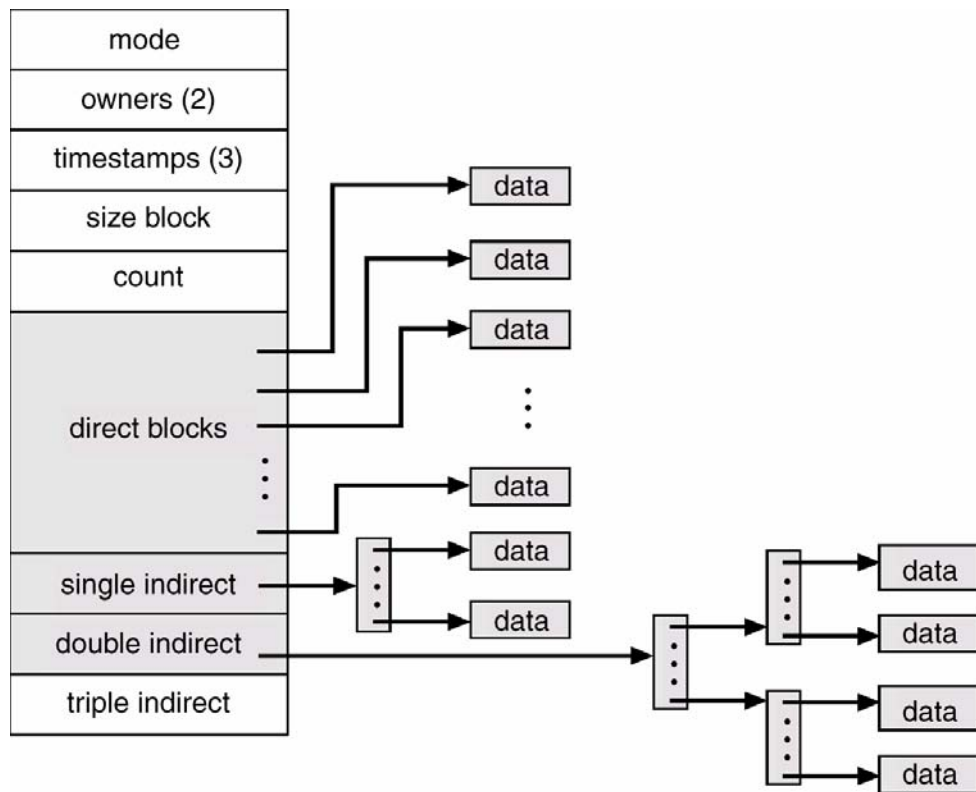 mode
owners (2)
timestamps (3)
size block
count
direct blocks
single indirect
double indirect
triple indirect
data
data
data
data
data
data
data
data
data
data